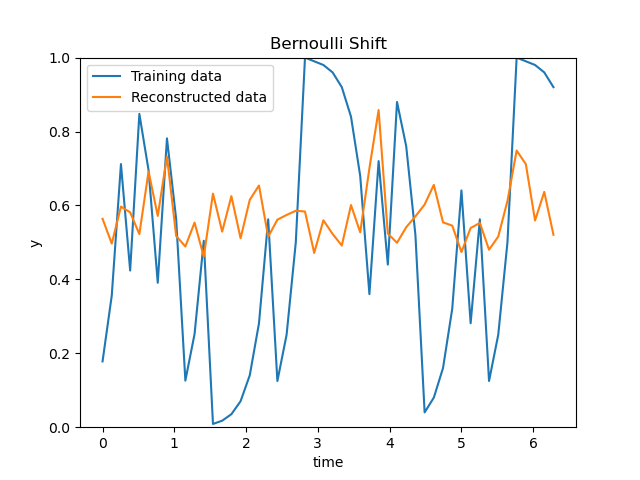 Bernoulli Shift
Training data
Reconstructed data
y
1.0
0.8
0.6
0.4
0.2
0.0
0 1 2 3 4 5 6
time